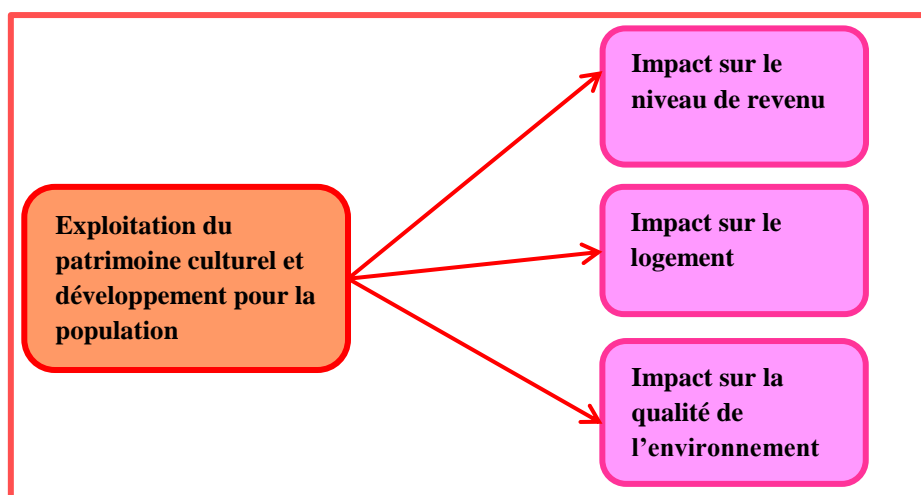 Exploitation du
patrimoine culturel et
développement pour la
population
Impact sur le
niveau de revenu
Impact sur le
logement
Impact sur la
qualité de
l’environnement